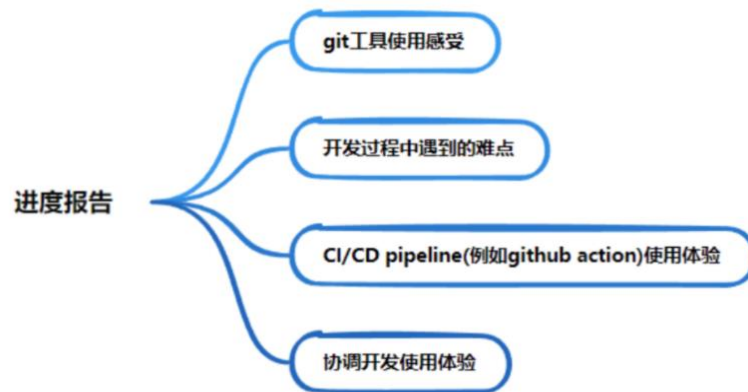 进度报告
git工具使用感受
开发过程中遇到的难点
CI/CD pipeline(例如github action)使用体验
协调开发使用体验